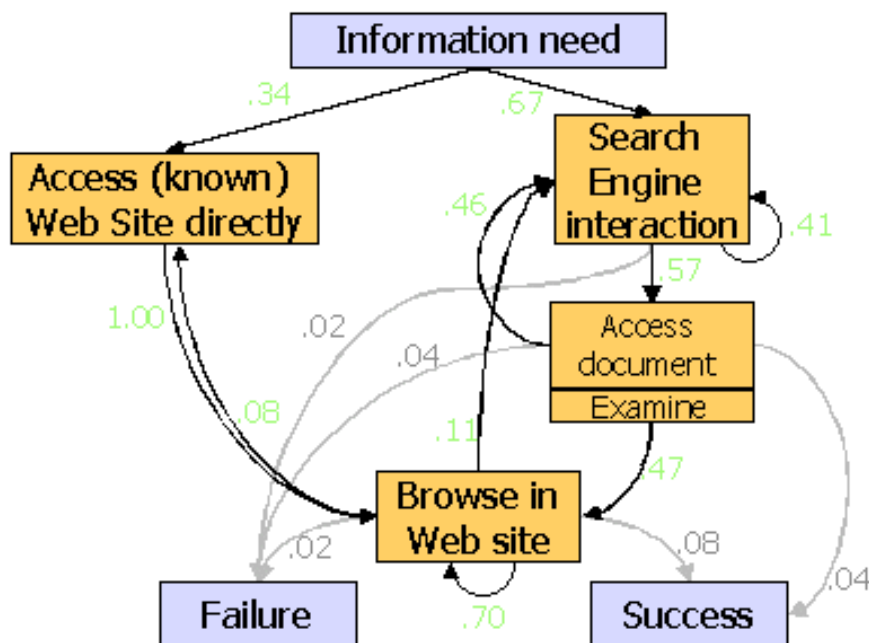 Information need
.34
.67
Access (known)
Web Site directly
Search
Engine
interaction
.46
.41
.57
1.00
.02
.04
Access
document
Examine
.08
.11
.47
Browse in
Web site
.02
.08
.04
.70
Failure
Success